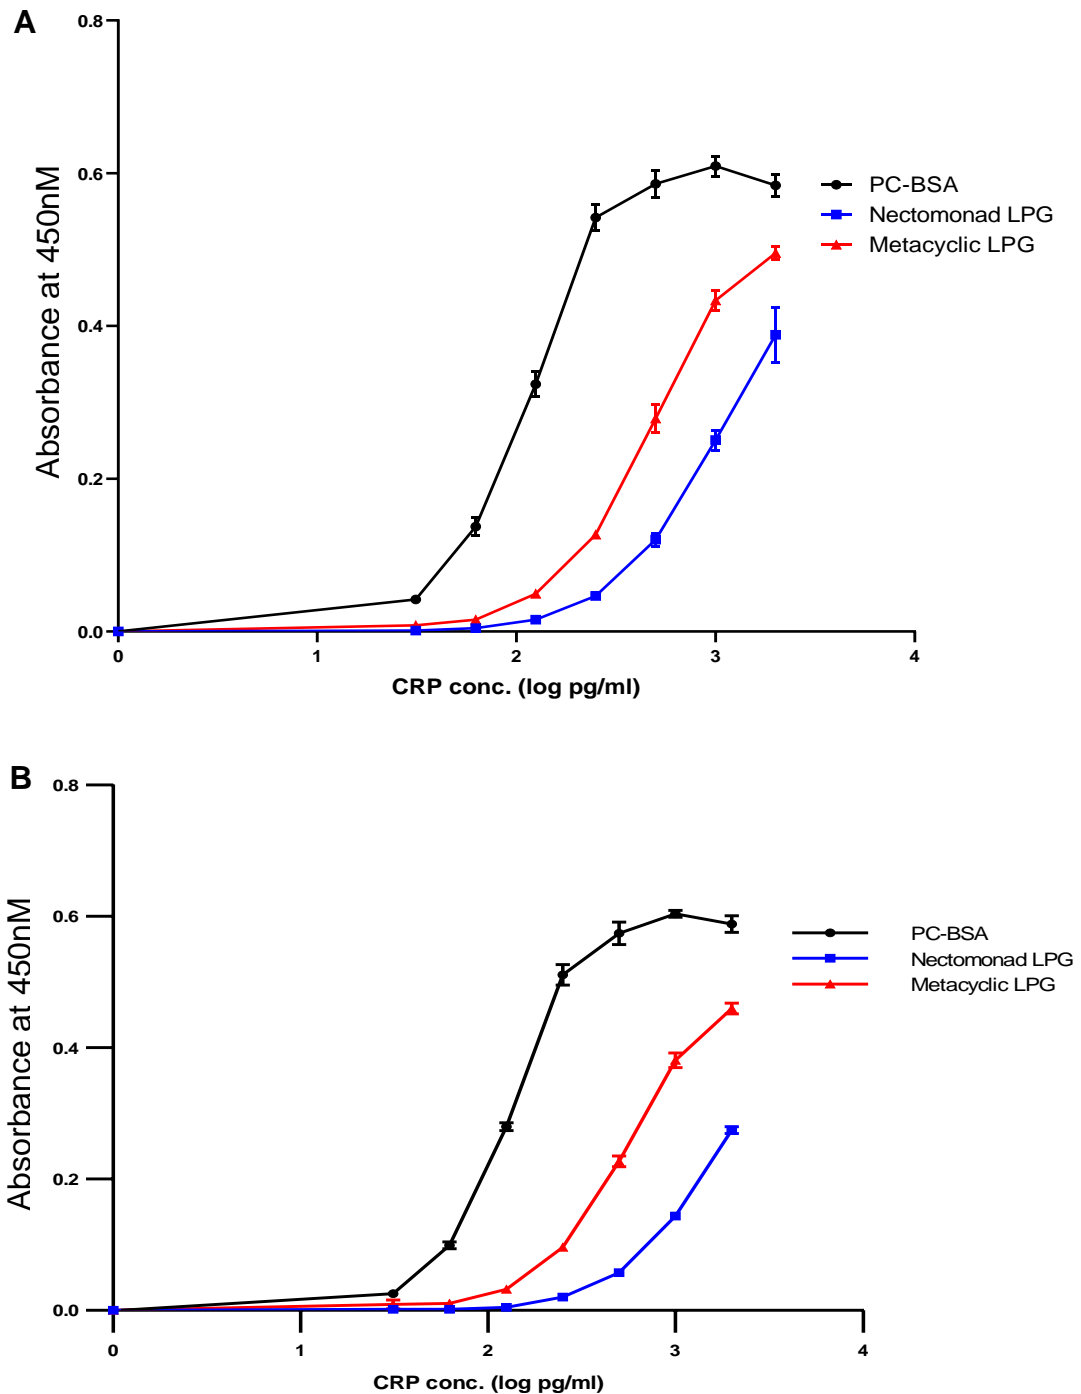 A
0.8
0.6
0.4
0.2
0.0
Absorbance at 450nM
0 1 2 3 4
CRP conc. (log pg/ml)
PC-BSA
Nectomonad LPG
Metacyclic LPG
B
0.8
0.6
0.4
0.2
0.0
Absorbance at 450nM
0 1 2 3 4
CRP conc. (log pg/ml)
PC-BSA
Nectomonad LPG
Metacyclic LPG